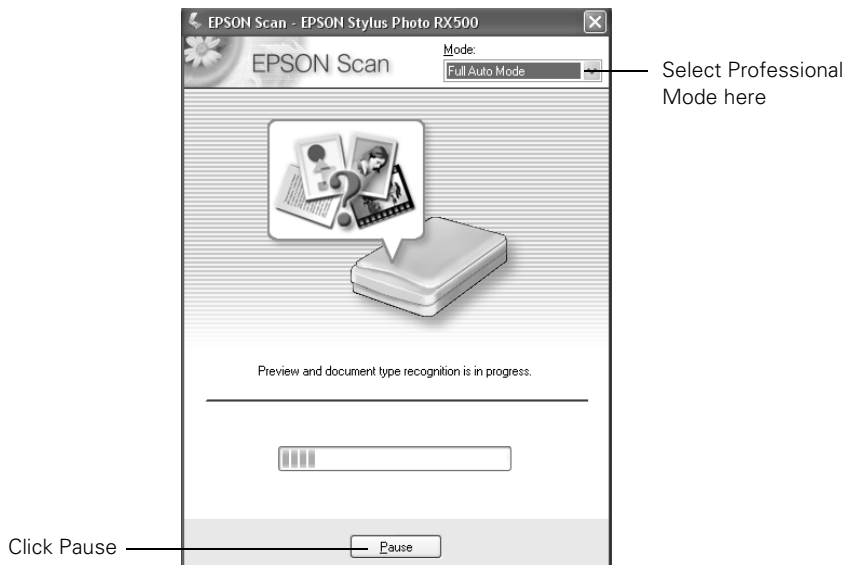 EPSON Scan - EPSON Stylus Photo RX500
EPSON Scan
Mode:
Full Auto Mode
Select Professional
Mode here
Preview and document type recognition is in progress.
Click Pause
Pause